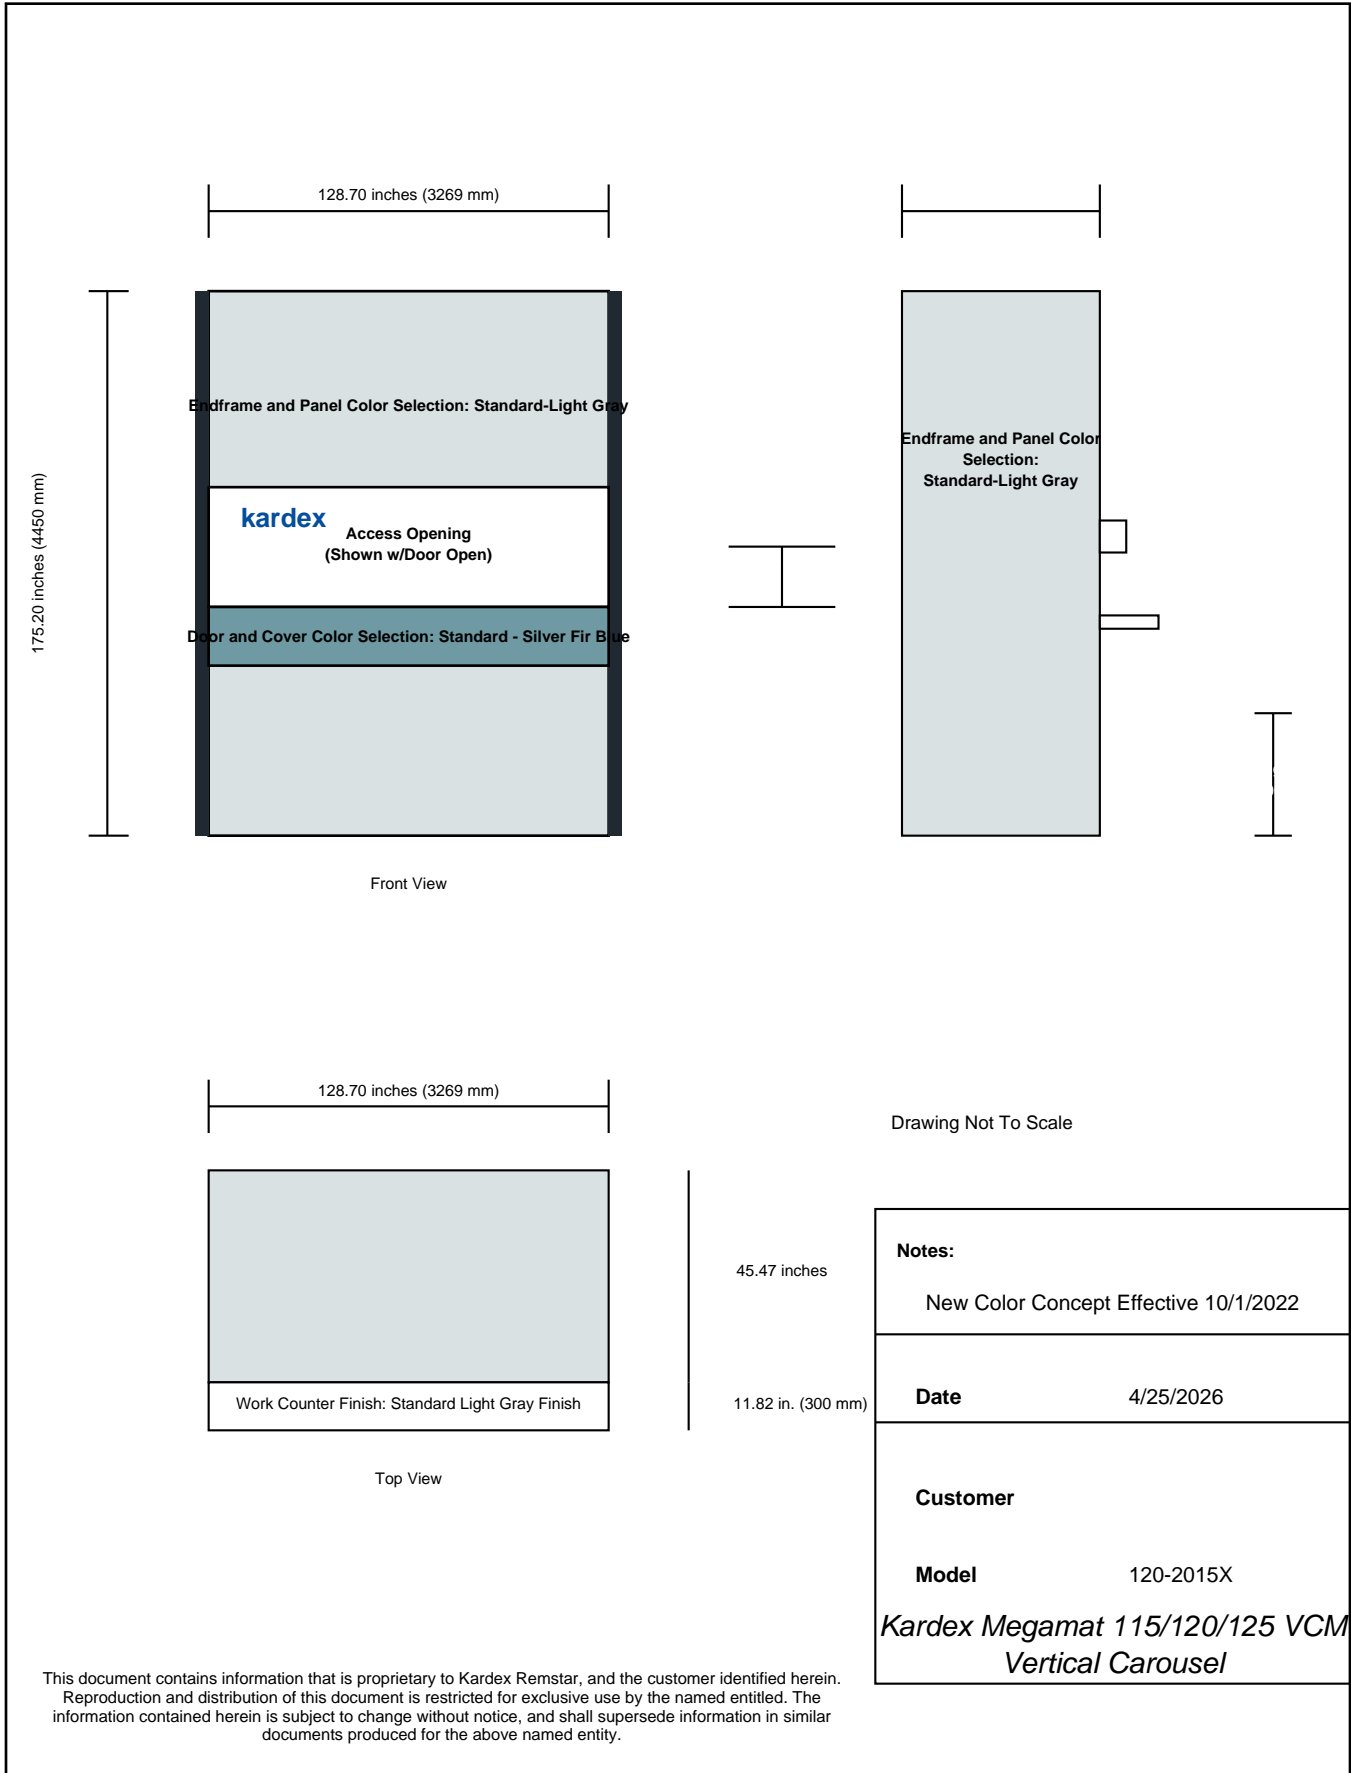 128.70 inches (3269 mm)
175.20 inches (4450 mm)
Endframe and Panel Color Selection: Standard-Light Gray
Endframe and Panel Color
Selection:
Standard-Light Gray
kardex
Access Opening
(Shown w/Door Open)
Door and Cover Color Selection: Standard - Silver Fir Blue
Front View
128.70 inches (3269 mm)
Drawing Not To Scale
45.47 inches
Work Counter Finish: Standard Light Gray Finish
11.82 in. (300 mm)
Top View
Notes:
New Color Concept Effective 10/1/2022
Date 4/25/2026
Customer
Model 120-2015X
Kardex Megamat 115/120/125 VCM
Vertical Carousel
This document contains information that is proprietary to Kardex Remstar, and the customer identified herein.
Reproduction and distribution of this document is restricted for exclusive use by the named entitled. The
information contained herein is subject to change without notice, and shall supersede information in similar
documents produced for the above named entity.